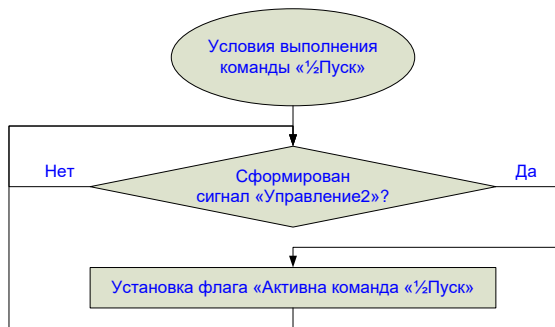 Условия выполнения
команды «½Пуск»
Нет
Сформирован
сигнал «Управление2»?
Да
Установка флага «Активна команда «½Пуск»